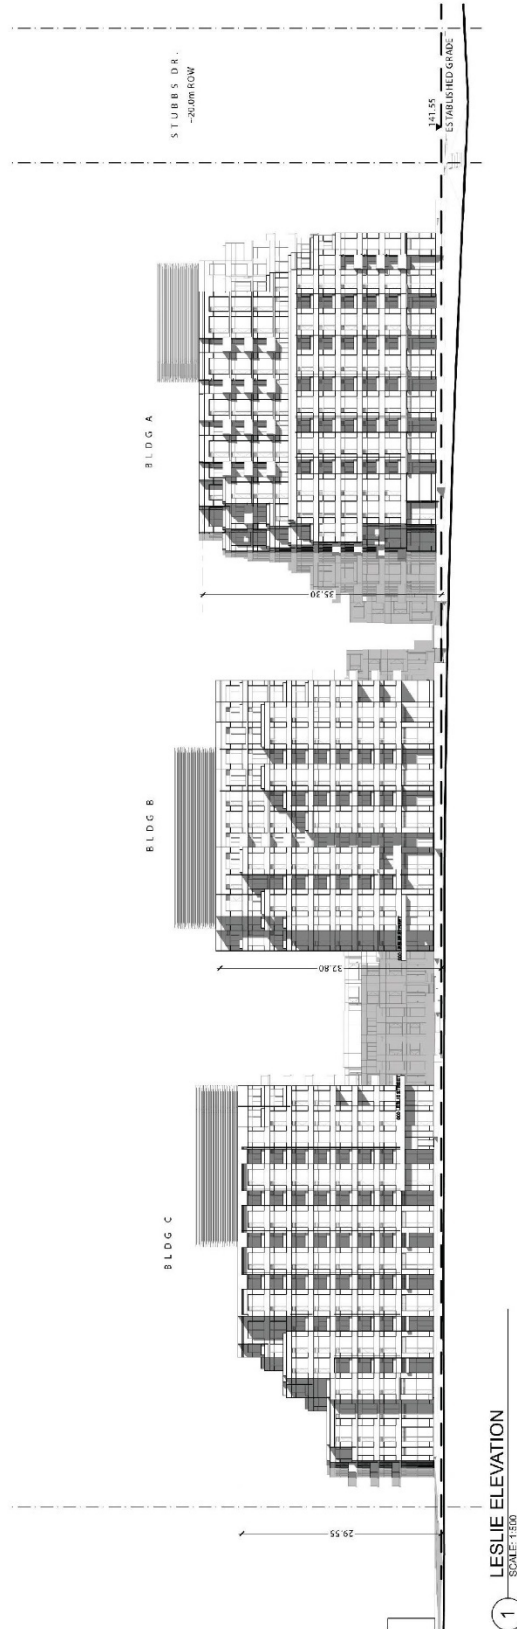 STUBBS DR.
~20.0m ROW
141.55
ESTABLISHED GRADE
BLDG A
35.30
BLDG B
32.80
BLDG C
29.55
1
LESLIE ELEVATION
SCALE: 1:500